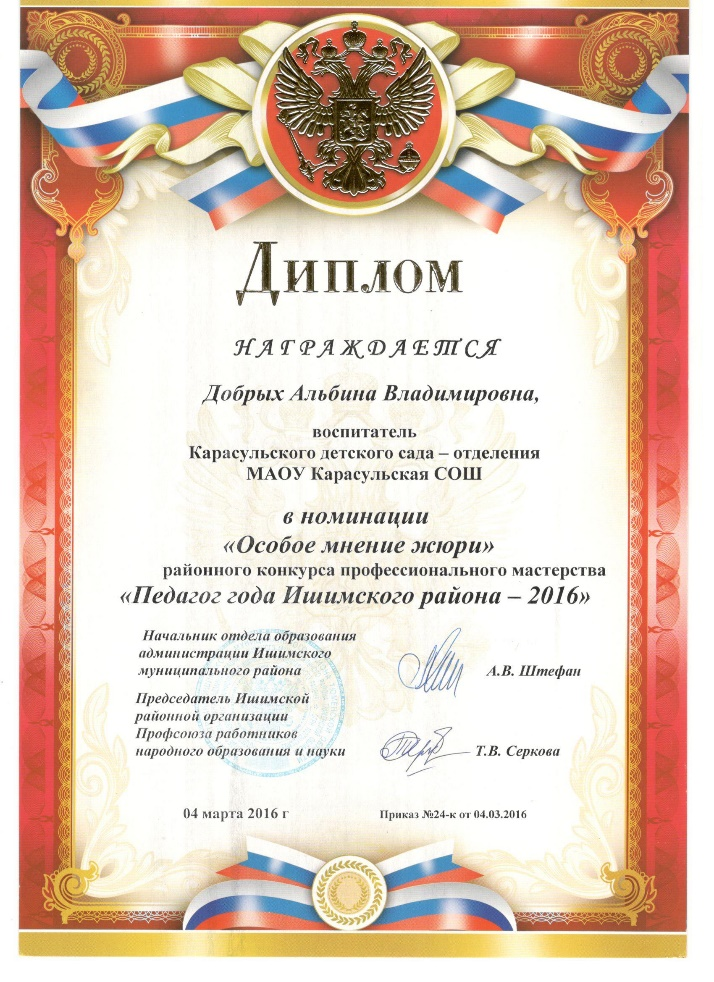 Диплом
НАГРАЖДАЕТСЯ
Добрых Альбина Владимировна,
воспитатель
Карасульского детского сада – отделения
МАОУ Карасульская СОШ
в номинации
«Особое мнение жюри»
районного конкурса профессионального мастерства
«Педагог года Ишимского района – 2016»
Начальник отдела образования
администрации Ишимского
муниципального района
А.В. Штефан
Председатель Ишимской
районной организации
Профсоюза работников
народного образования и науки
Т.В. Серкова
04 марта 2016 г
Приказ №24-к от 04.03.2016